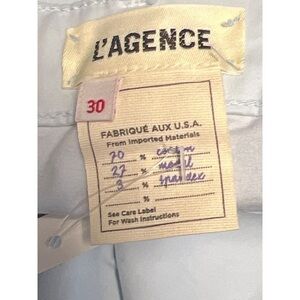 L'AGENCE
30
FABRIQUÉ AUX U.S.A.
From Imported Materials
70 % cotton
27 % modal
3 % spandex
%
See Care Label
For Wash Instructions